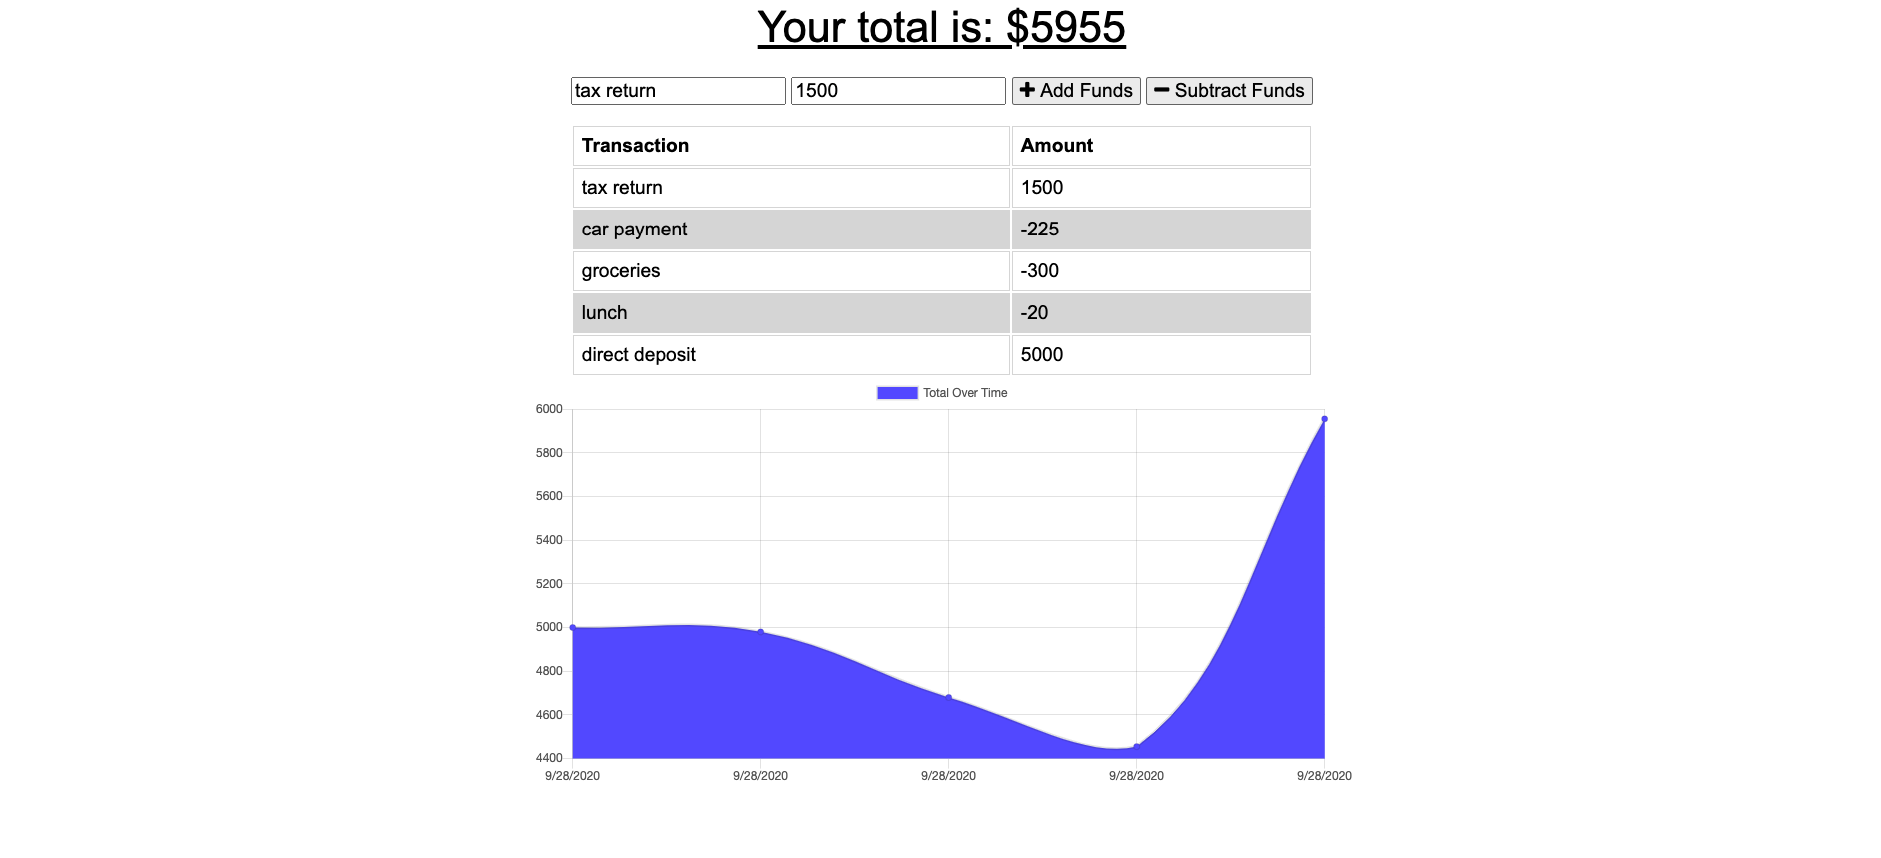 Your total is: $5955
tax return 1500 Add Funds Subtract Funds
Transaction Amount
tax return 1500
car payment -225
groceries -300
lunch -20
direct deposit 5000
Total Over Time
6000
5800
5600
5400
5200
5000
4800
4600
4400
9/28/2020 9/28/2020 9/28/2020 9/28/2020 9/28/2020